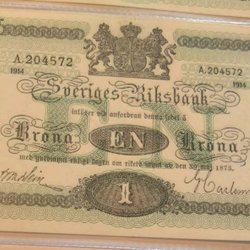 A.204572 A.204572
1914 1914
Sveriges Riksbank
inlöser vid anfordran denna sedel å
Krona EN Krona
med guldmynt enligt lagen om rikets mynt av den 30 maj 1873.
1